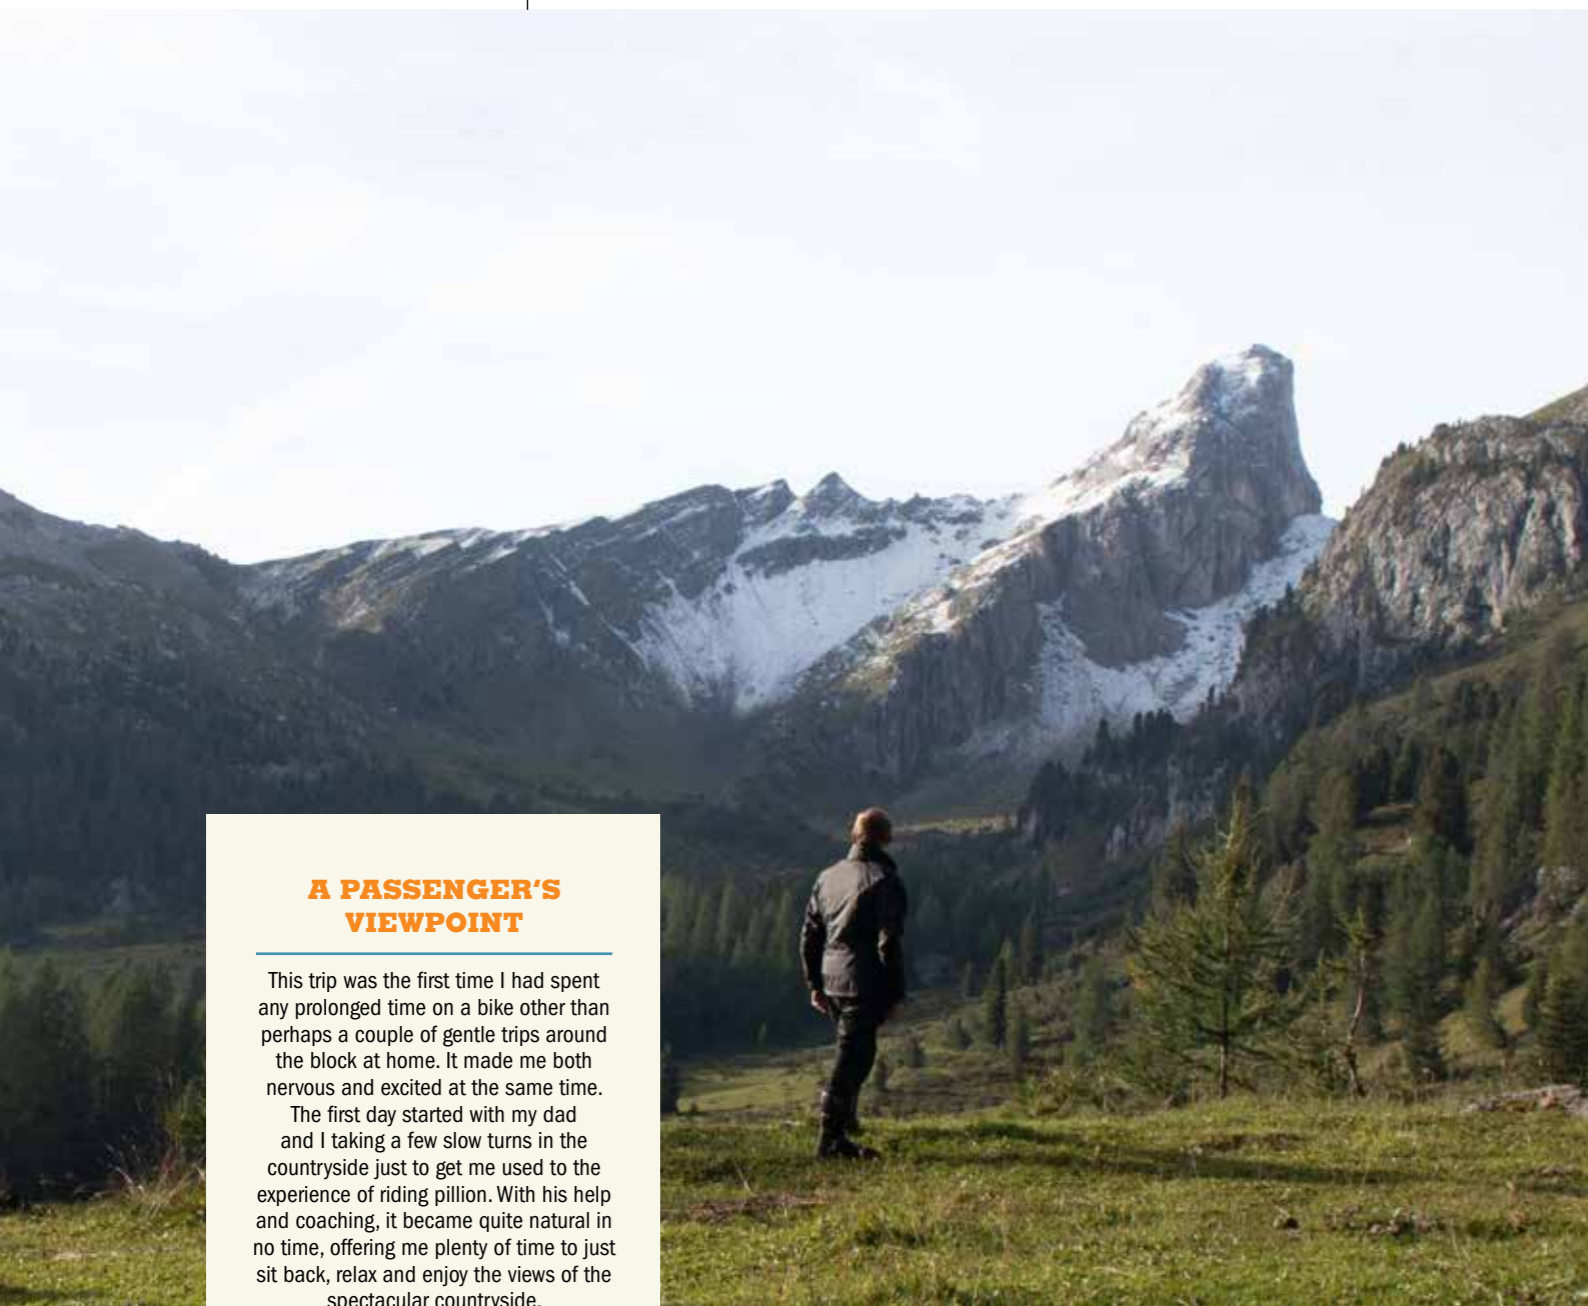 A PASSENGER'S
VIEWPOINT
This trip was the first time I had spent
any prolonged time on a bike other than
perhaps a couple of gentle trips around
the block at home. It made me both
nervous and excited at the same time.
The first day started with my dad
and I taking a few slow turns in the
countryside just to get me used to the
experience of riding pillion. With his help
and coaching, it became quite natural in
no time, offering me plenty of time to just
sit back, relax and enjoy the views of the
spectacular countryside.